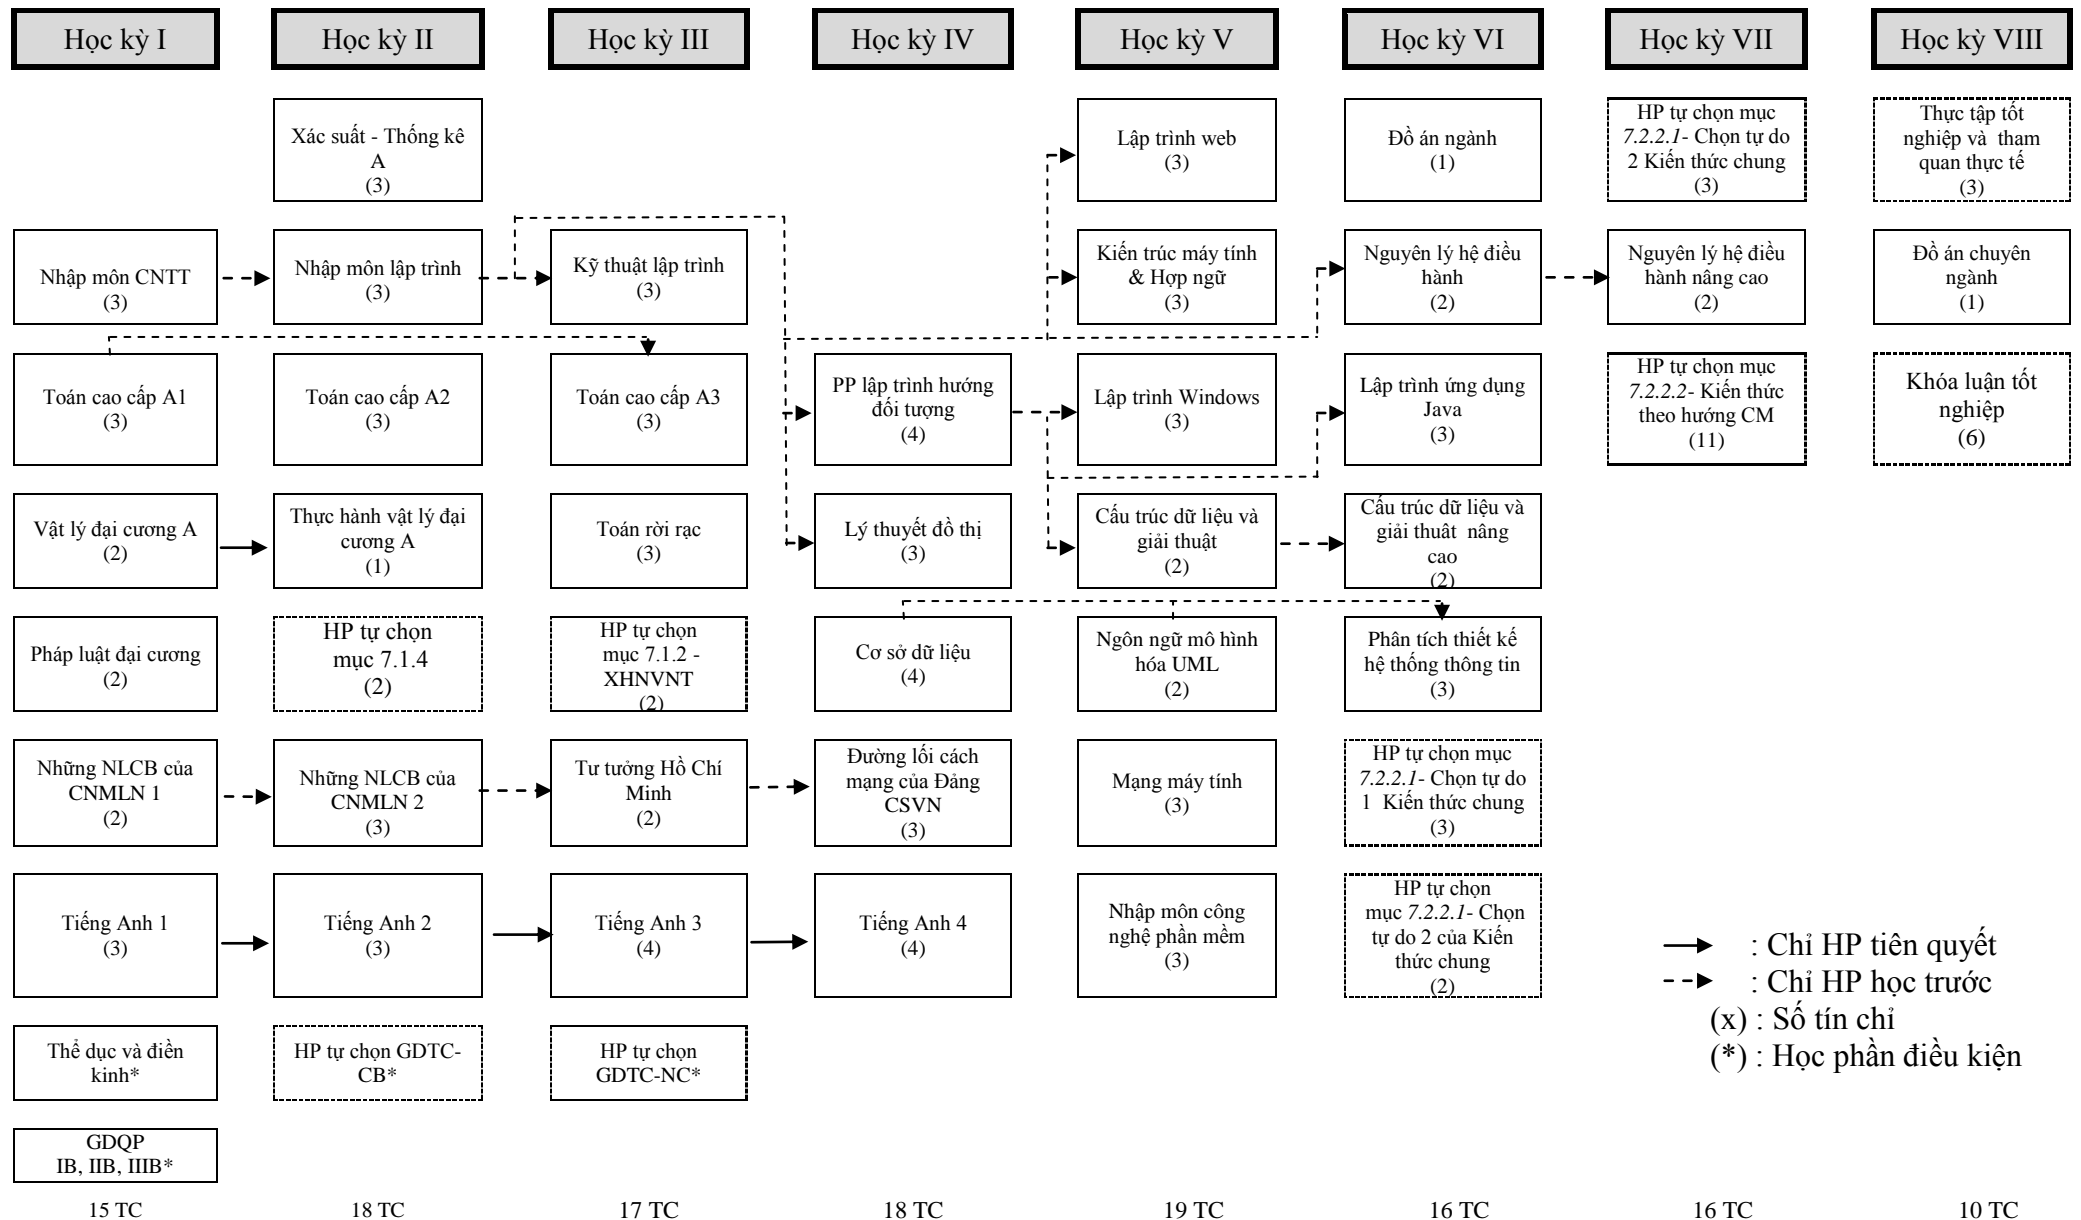 Học kỳ I
Học kỳ II
Học kỳ III
Học kỳ IV
Học kỳ V
Học kỳ VI
Học kỳ VII
Học kỳ VIII
Xác suất - Thống kê
A
(3)
Lập trình web
(3)
Đồ án ngành
(1)
HP tự chọn mục
7.2.2.1- Chọn tự do
2 Kiến thức chung
(3)
Thực tập tốt
nghiệp và tham
quan thực tế
(3)
Nhập môn CNTT
(3)
Nhập môn lập trình
(3)
Kỹ thuật lập trình
(3)
Kiến trúc máy tính
& Hợp ngữ
(3)
Nguyên lý hệ điều
hành
(2)
Nguyên lý hệ điều
hành nâng cao
(2)
Đồ án chuyên
ngành
(1)
Toán cao cấp A1
(3)
Toán cao cấp A2
(3)
Toán cao cấp A3
(3)
PP lập trình hướng
đối tượng
(4)
Lập trình Windows
(3)
Lập trình ứng dụng
Java
(3)
HP tự chọn mục
7.2.2.2- Kiến thức
theo hướng CM
(11)
Khóa luận tốt
nghiệp
(6)
Vật lý đại cương A
(2)
Thực hành vật lý đại
cương A
(1)
Toán rời rạc
(3)
Lý thuyết đồ thị
(3)
Cấu trúc dữ liệu và
giải thuật
(2)
Cấu trúc dữ liệu và
giải thuât nâng
cao
(2)
Pháp luật đại cương
(2)
HP tự chọn
mục 7.1.4
(2)
HP tự chọn
mục 7.1.2 -
XHNVNT
(2)
Cơ sở dữ liệu
(4)
Ngôn ngữ mô hình
hóa UML
(2)
Phân tích thiết kế
hệ thống thông tin
(3)
Những NLCB của
CNMLN 1
(2)
Những NLCB của
CNMLN 2
(3)
Tư tưởng Hồ Chí
Minh
(2)
Đường lối cách
mạng của Đảng
CSVN
(3)
Mạng máy tính
(3)
HP tự chọn mục
7.2.2.1- Chọn tự do
1 Kiến thức chung
(3)
Tiếng Anh 1
(3)
Tiếng Anh 2
(3)
Tiếng Anh 3
(4)
Tiếng Anh 4
(4)
Nhập môn công
nghệ phần mềm
(3)
HP tự chọn
mục 7.2.2.1- Chọn
tự do 2 của Kiến
thức chung
(2)
: Chỉ HP tiên quyết
: Chỉ HP học trước
(x) : Số tín chỉ
(*) : Học phần điều kiện
Thể dục và điền
kinh*
HP tự chọn GDTC-
CB*
HP tự chọn
GDTC-NC*
GDQP
IB, IIB, IIIB*
15 TC
18 TC
17 TC
18 TC
19 TC
16 TC
16 TC
10 TC